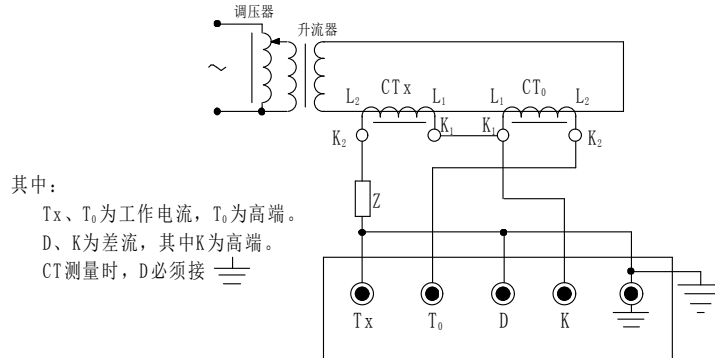 调压器
升流器
～
L₂ CTx L₁ L₁ CT₀ L₂
K₂ K₁ K₁ K₂
Z
其中:
Tx、T₀为工作电流，T₀为高端。
D、K为差流，其中K为高端。
CT测量时，D必须接
Tx T₀ D K